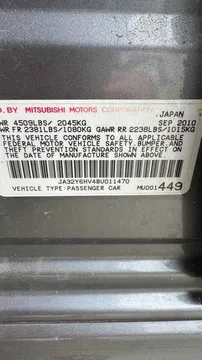 D. BY MITSUBISHI MOTORS CORPORATION
JAPAN
WR 4509LBS/ 2045KG SEP 2010
WR FR 2381LBS/1080KG GAWR RR 2238LBS/1015KG
THIS VEHICLE CONFORMS TO ALL APPLICABLE
FEDERAL MOTOR VEHICLE SAFETY, BUMPER, AND
THEFT PREVENTION STANDARDS IN EFFECT ON
THE DATE OF MANUFACTURE SHOWN ABOVE.
JA32Y6HV4BU011470
VEHICLE TYPE: PASSENGER CAR MU001449